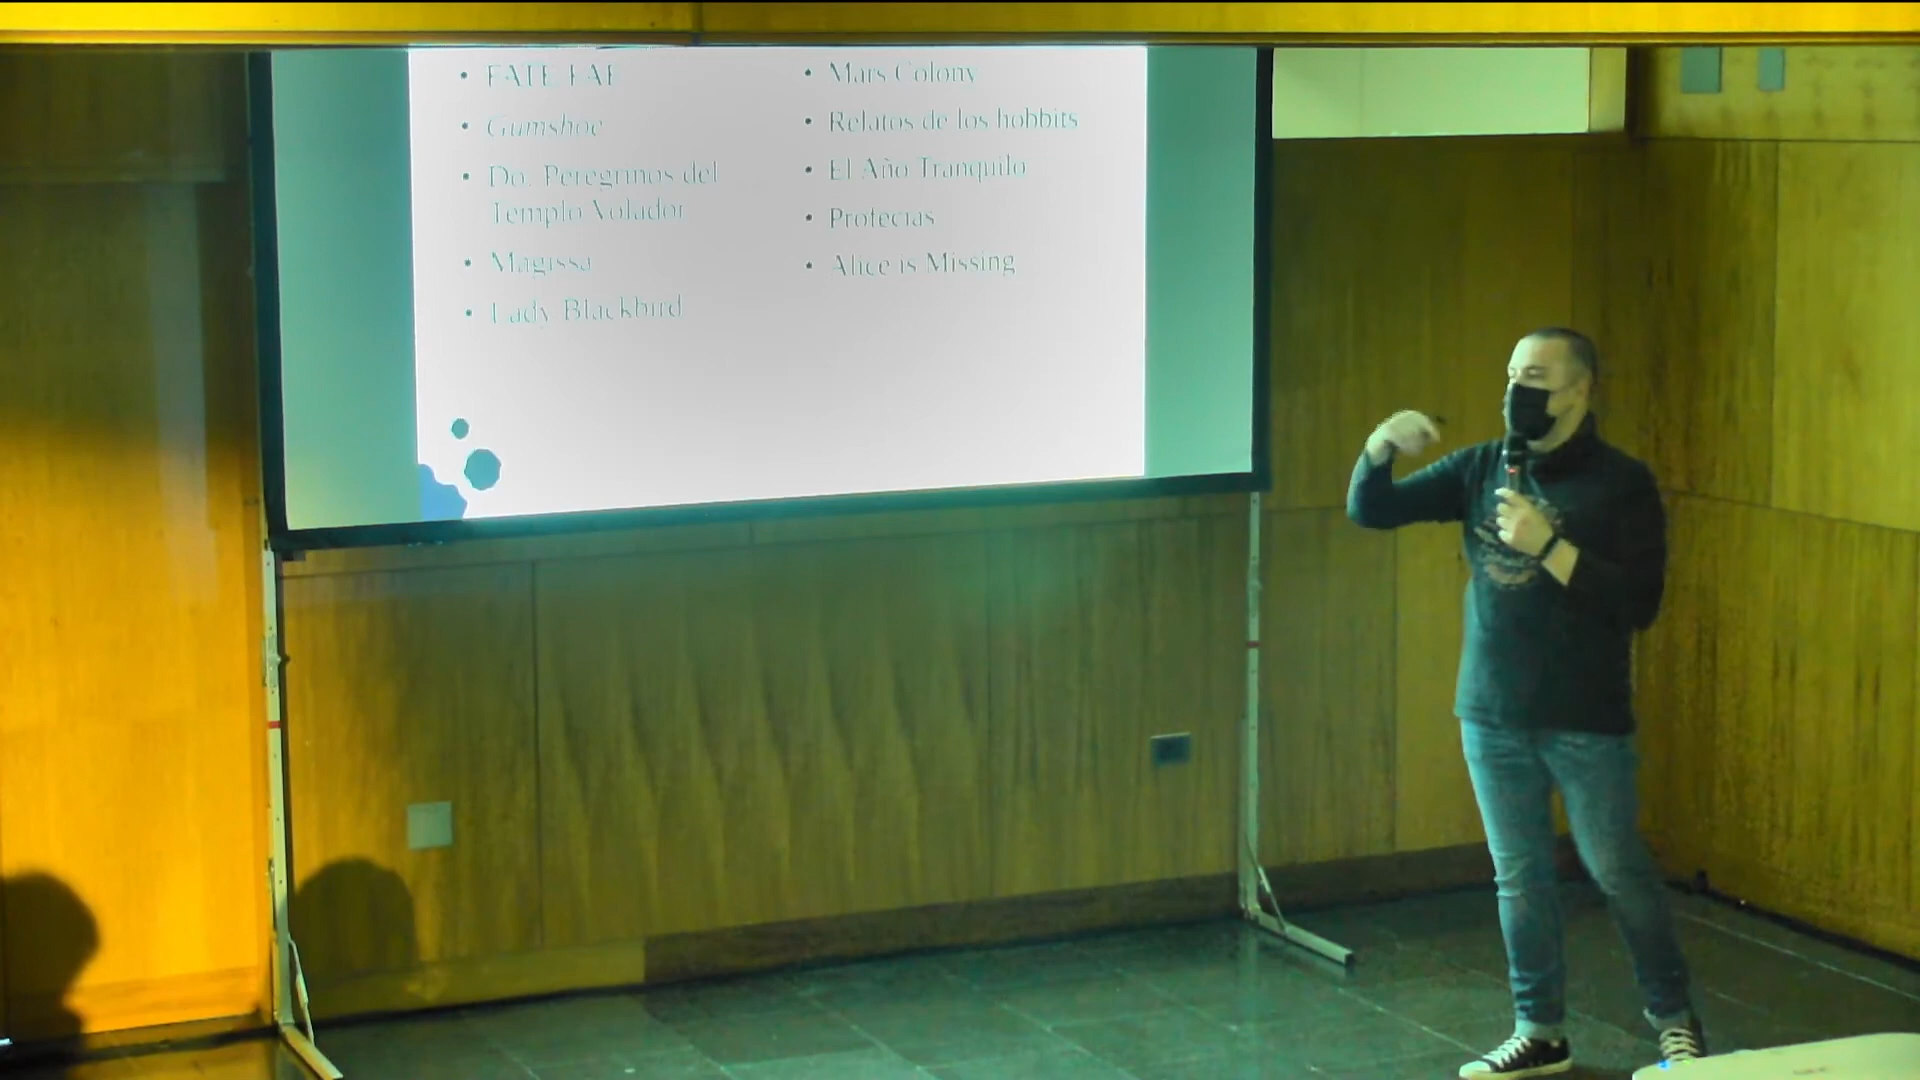 • FATE FAE
• Gumshoe
• Do: Peregrinos del
Templo Volador
• Magissa
• Lady Blackbird
• Mars Colony
• Relatos de los hobbits
• El Año Tranquilo
• Profecías
• Alice is Missing